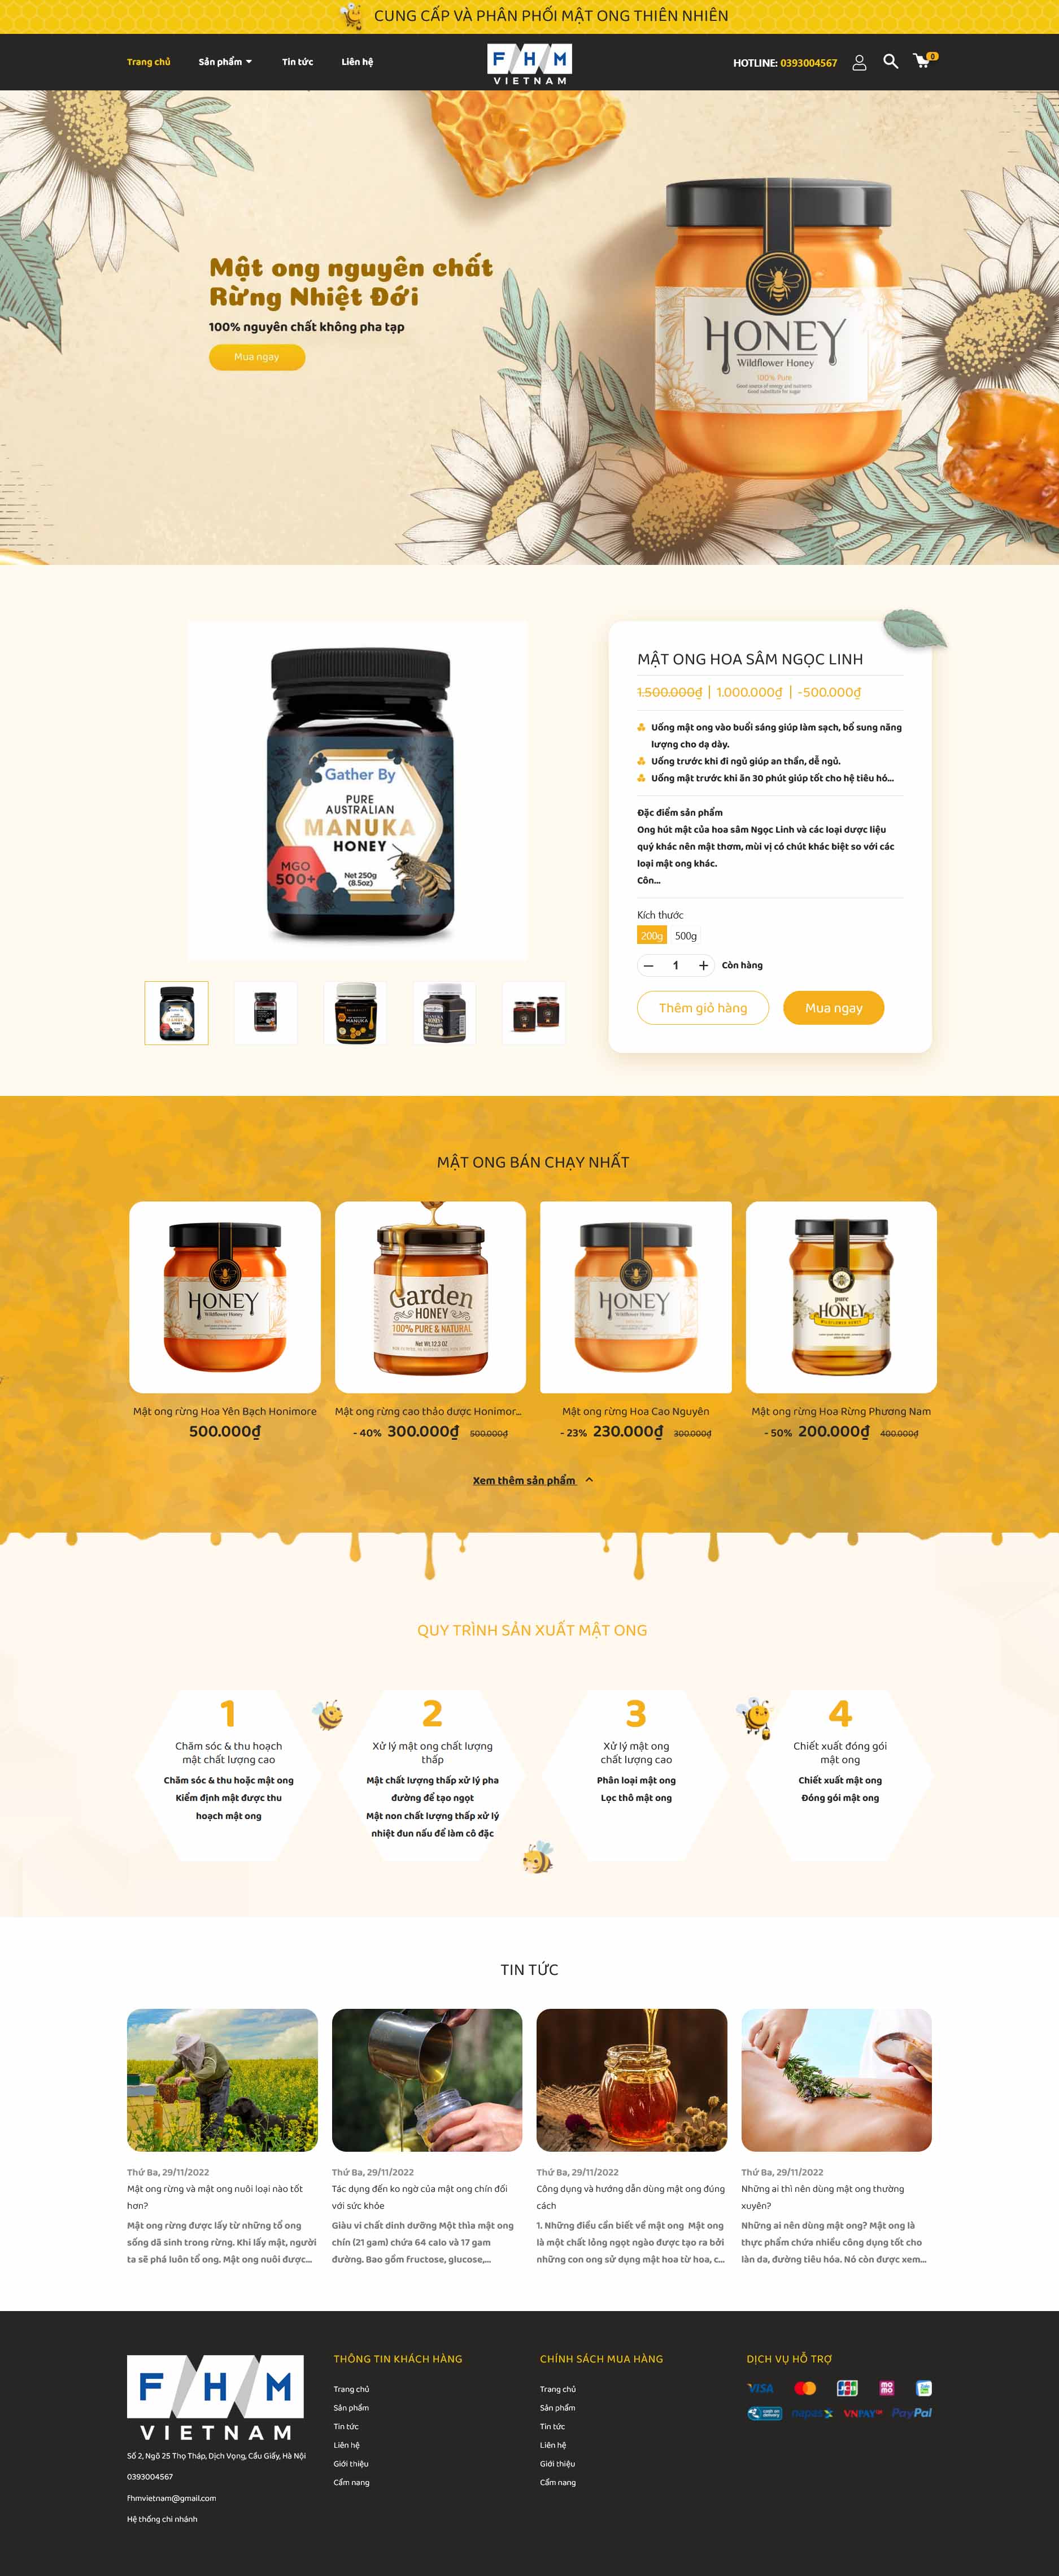 CUNG CẤP VÀ PHÂN PHỐI MẬT ONG THIÊN NHIÊN
Trang chủ
Sản phẩm
Tin tức
Liên hệ
FHM
VIETNAM
HOTLINE: 0393004567
0
Mật ong nguyên chất
Rừng Nhiệt Đới
100% nguyên chất không pha tạp
Mua ngay
HONEY
Wildflower Honey
100% Pure
Good source of energy and nutrients
Good substitute for sugar
Gather By
PURE
AUSTRALIAN
MANUKA
HONEY
MGO
500+
Net 250g
(8.5oz)
MẬT ONG HOA SÂM NGỌC LINH
1.500.000₫ | 1.000.000₫ | -500.000₫
Uống mật ong vào buổi sáng giúp làm sạch, bổ sung năng
lượng cho dạ dày.
Uống trước khi đi ngủ giúp an thần, dễ ngủ.
Uống mật trước khi ăn 30 phút giúp tốt cho hệ tiêu hó...
Đặc điểm sản phẩm
Ong hút mật của hoa sâm Ngọc Linh và các loại dược liệu
quý khác nên mật thơm, mùi vị có chút khác biệt so với các
loại mật ong khác.
Côn...
Kích thước
200g
500g
1
Còn hàng
Thêm giỏ hàng
Mua ngay
MẬT ONG BÁN CHẠY NHẤT
HONEY
Wildflower Honey
Garden
HONEY
100% PURE & NATURAL
Net Wt.12.3 OZ
HONEY
Wildflower Honey
pure
HONEY
WILDFLOWER HONEY
Mật ong rừng Hoa Yên Bạch Honimore
500.000₫
Mật ong rừng cao thảo dược Honimor...
- 40% 300.000₫ 500.000₫
Mật ong rừng Hoa Cao Nguyên
- 23% 230.000₫ 300.000₫
Mật ong rừng Hoa Rừng Phương Nam
- 50% 200.000₫ 400.000₫
Xem thêm sản phẩm
QUY TRÌNH SẢN XUẤT MẬT ONG
1
Chăm sóc & thu hoạch
mật chất lượng cao
Chăm sóc & thu hoặc mật ong
Kiểm định mật được thu
hoạch mật ong
2
Xử lý mật ong chất lượng
thấp
Mật chất lượng thấp xử lý pha
đường để tạo ngọt
Mật non chất lượng thấp xử lý
nhiệt đun nấu để làm cô đặc
3
Xử lý mật ong
chất lượng cao
Phân loại mật ong
Lọc thô mật ong
4
Chiết xuất đóng gói
mật ong
Chiết xuất mật ong
Đóng gói mật ong
TIN TỨC
Thứ Ba, 29/11/2022
Mật ong rừng và mật ong nuôi loại nào tốt
hơn?
Mật ong rừng được lấy từ những tổ ong
sống dã sinh trong rừng. Khi lấy mật, người
ta sẽ phá luôn tổ ong. Mật ong nuôi được...
Thứ Ba, 29/11/2022
Tác dụng đến ko ngờ của mật ong chín đối
với sức khỏe
Giàu vi chất dinh dưỡng Một thìa mật ong
chín (21 gam) chứa 64 calo và 17 gam
đường. Bao gồm fructose, glucose,...
Thứ Ba, 29/11/2022
Công dụng và hướng dẫn dùng mật ong đúng
cách
1. Những điều cần biết về mật ong Mật ong
là một chất lỏng ngọt ngào được tạo ra bởi
những con ong sử dụng mật hoa từ hoa, c...
Thứ Ba, 29/11/2022
Những ai thì nên dùng mật ong thường
xuyên?
Những ai nên dùng mật ong? Mật ong là
thực phẩm chứa nhiều công dụng tốt cho
làn da, đường tiêu hóa. Nó còn được xem...
FHM
VIETNAM
Số 2, Ngõ 25 Thọ Tháp, Dịch Vọng, Cầu Giấy, Hà Nội
0393004567
fhmvietnam@gmail.com
Hệ thống chi nhánh
THÔNG TIN KHÁCH HÀNG
Trang chủ
Sản phẩm
Tin tức
Liên hệ
Giới thiệu
Cẩm nang
CHÍNH SÁCH MUA HÀNG
Trang chủ
Sản phẩm
Tin tức
Liên hệ
Giới thiệu
Cẩm nang
DỊCH VỤ HỖ TRỢ
VISA
JCB
momo
cash on delivery
napas
VNPAY
PayPal